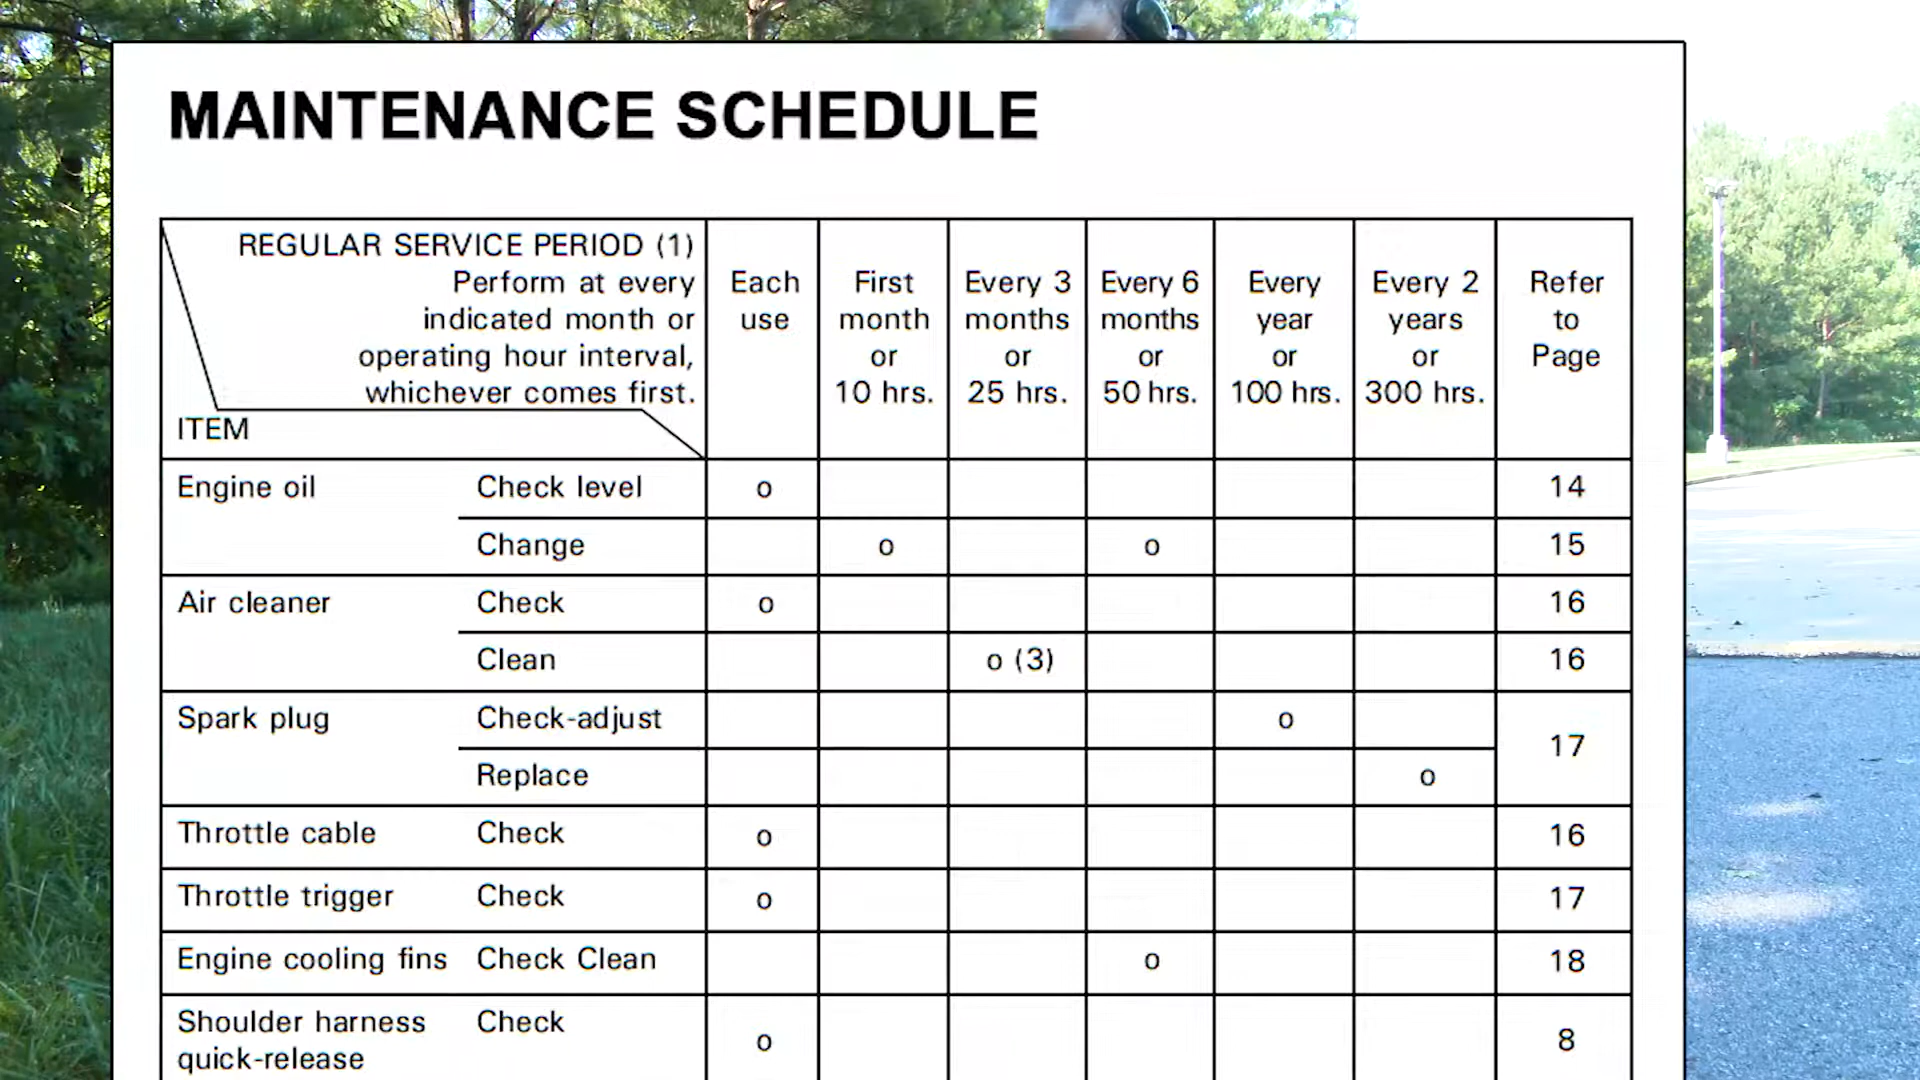 MAINTENANCE SCHEDULE
REGULAR SERVICE PERIOD (1)
Perform at every
indicated month or
operating hour interval,
whichever comes first.
ITEM
Each
use
First
month
or
10 hrs.
Every 3
months
or
25 hrs.
Every 6
months
or
50 hrs.
Every
year
or
100 hrs.
Every 2
years
or
300 hrs.
Refer
to
Page
Engine oil Check level o 14
Change o o 15
Air cleaner Check o 16
Clean o (3) 16
Spark plug Check-adjust o 17
Replace o
Throttle cable Check o 16
Throttle trigger Check o 17
Engine cooling fins Check Clean o 18
Shoulder harness Check o 8
quick-release